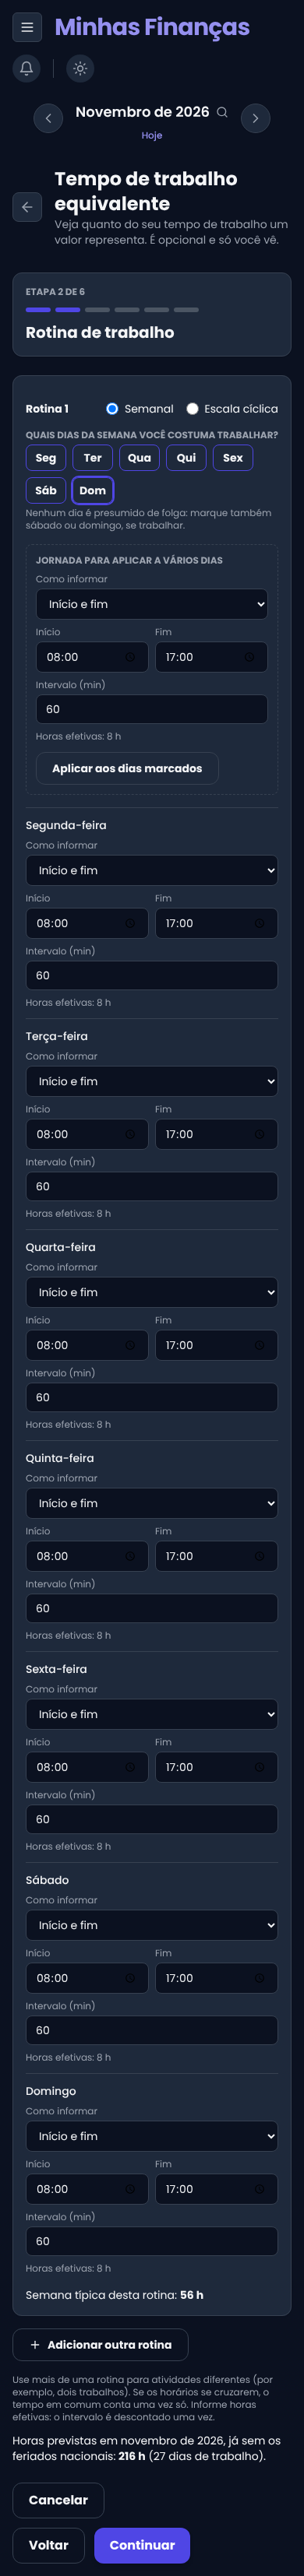 Minhas Finanças
Novembro de 2026
Hoje
Tempo de trabalho
equivalente
Veja quanto do seu tempo de trabalho um
valor representa. É opcional e só você vê.
ETAPA 2 DE 6
Rotina de trabalho
Rotina 1 Semanal Escala cíclica
QUAIS DIAS DA SEMANA VOCÊ COSTUMA TRABALHAR?
Seg Ter Qua Qui Sex
Sáb Dom
Nenhum dia é presumido de folga: marque também
sábado ou domingo, se trabalhar.
JORNADA PARA APLICAR A VÁRIOS DIAS
Como informar
Início e fim
Início Fim
08:00 17:00
Intervalo (min)
60
Horas efetivas: 8 h
Aplicar aos dias marcados
Segunda-feira
Como informar
Início e fim
Início Fim
08:00 17:00
Intervalo (min)
60
Horas efetivas: 8 h
Terça-feira
Como informar
Início e fim
Início Fim
08:00 17:00
Intervalo (min)
60
Horas efetivas: 8 h
Quarta-feira
Como informar
Início e fim
Início Fim
08:00 17:00
Intervalo (min)
60
Horas efetivas: 8 h
Quinta-feira
Como informar
Início e fim
Início Fim
08:00 17:00
Intervalo (min)
60
Horas efetivas: 8 h
Sexta-feira
Como informar
Início e fim
Início Fim
08:00 17:00
Intervalo (min)
60
Horas efetivas: 8 h
Sábado
Como informar
Início e fim
Início Fim
08:00 17:00
Intervalo (min)
60
Horas efetivas: 8 h
Domingo
Como informar
Início e fim
Início Fim
08:00 17:00
Intervalo (min)
60
Horas efetivas: 8 h
Semana típica desta rotina: 56 h
+ Adicionar outra rotina
Use mais de uma rotina para atividades diferentes (por
exemplo, dois trabalhos). Se os horários se cruzarem, o
tempo em comum conta uma vez só. Informe horas
efetivas: o intervalo é descontado uma vez.
Horas previstas em novembro de 2026, já sem os
feriados nacionais: 216 h (27 dias de trabalho).
Cancelar
Voltar Continuar